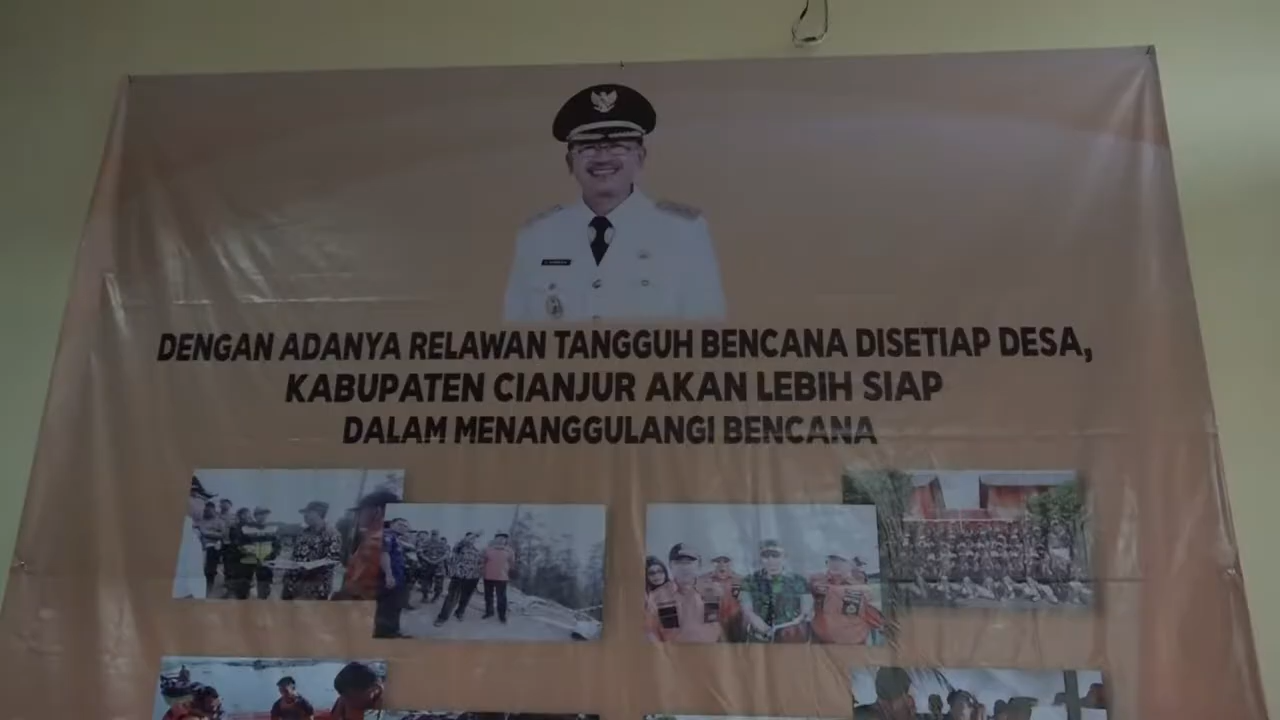 DENGAN ADANYA RELAWAN TANGGUH BENCANA DISETIAP DESA,
KABUPATEN CIANJUR AKAN LEBIH SIAP
DALAM MENANGGULANGI BENCANA